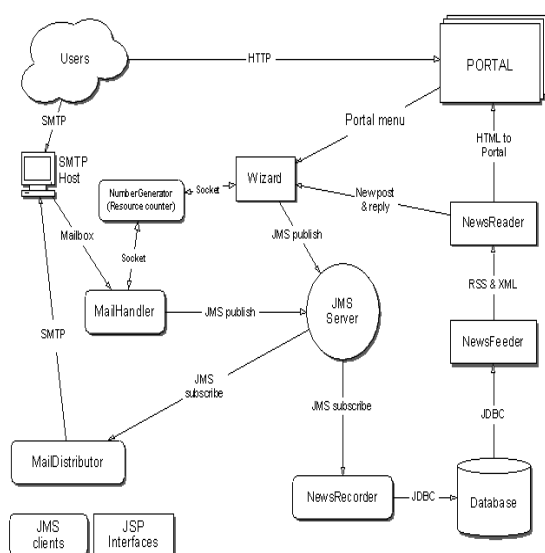 Users
HTTP
PORTAL
SMTP
Portal menu
HTML to
Portal
SMTP
Host
NumberGenerator
(Resource counter)
Socket
Wizard
New post
& reply
NewsReader
Mailbox
Socket
JMS publish
MailHandler
JMS publish
JMS
Server
RSS & XML
SMTP
NewsFeeder
JMS
subscribe
JMS subscribe
JDBC
MailDistributor
NewsRecorder
JDBC
Database
JMS
clients
JSP
Interfaces